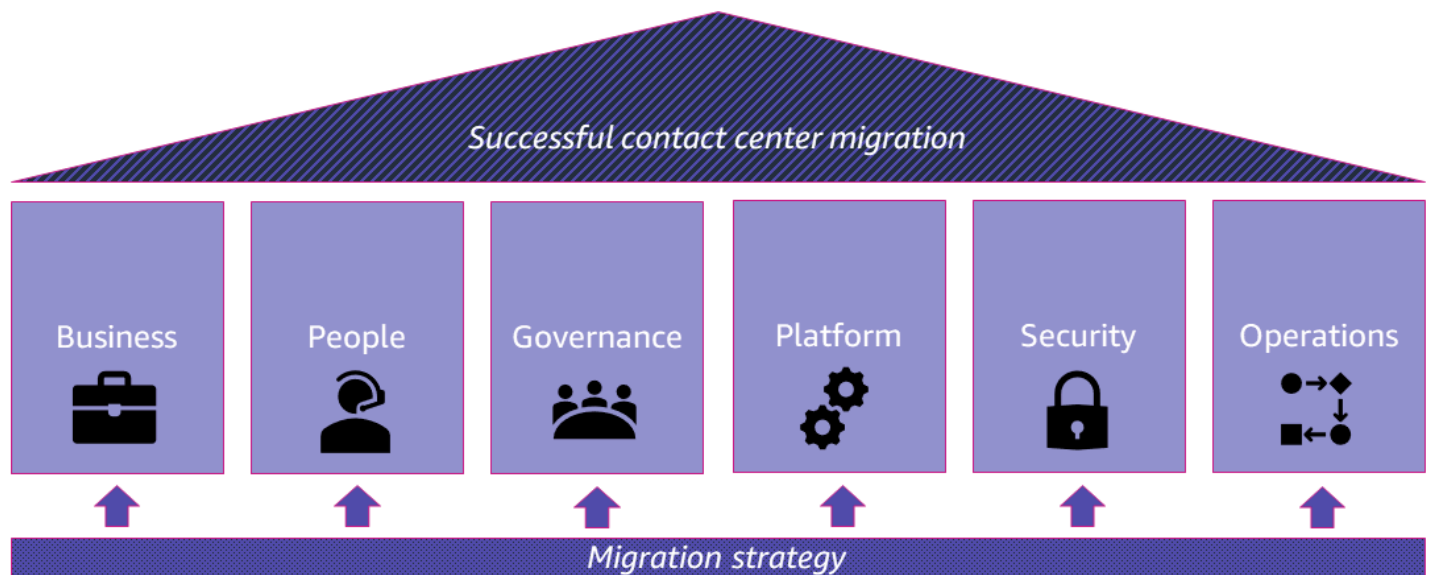 Successful contact center migration
Business
People
Governance
Platform
Security
Operations
Migration strategy